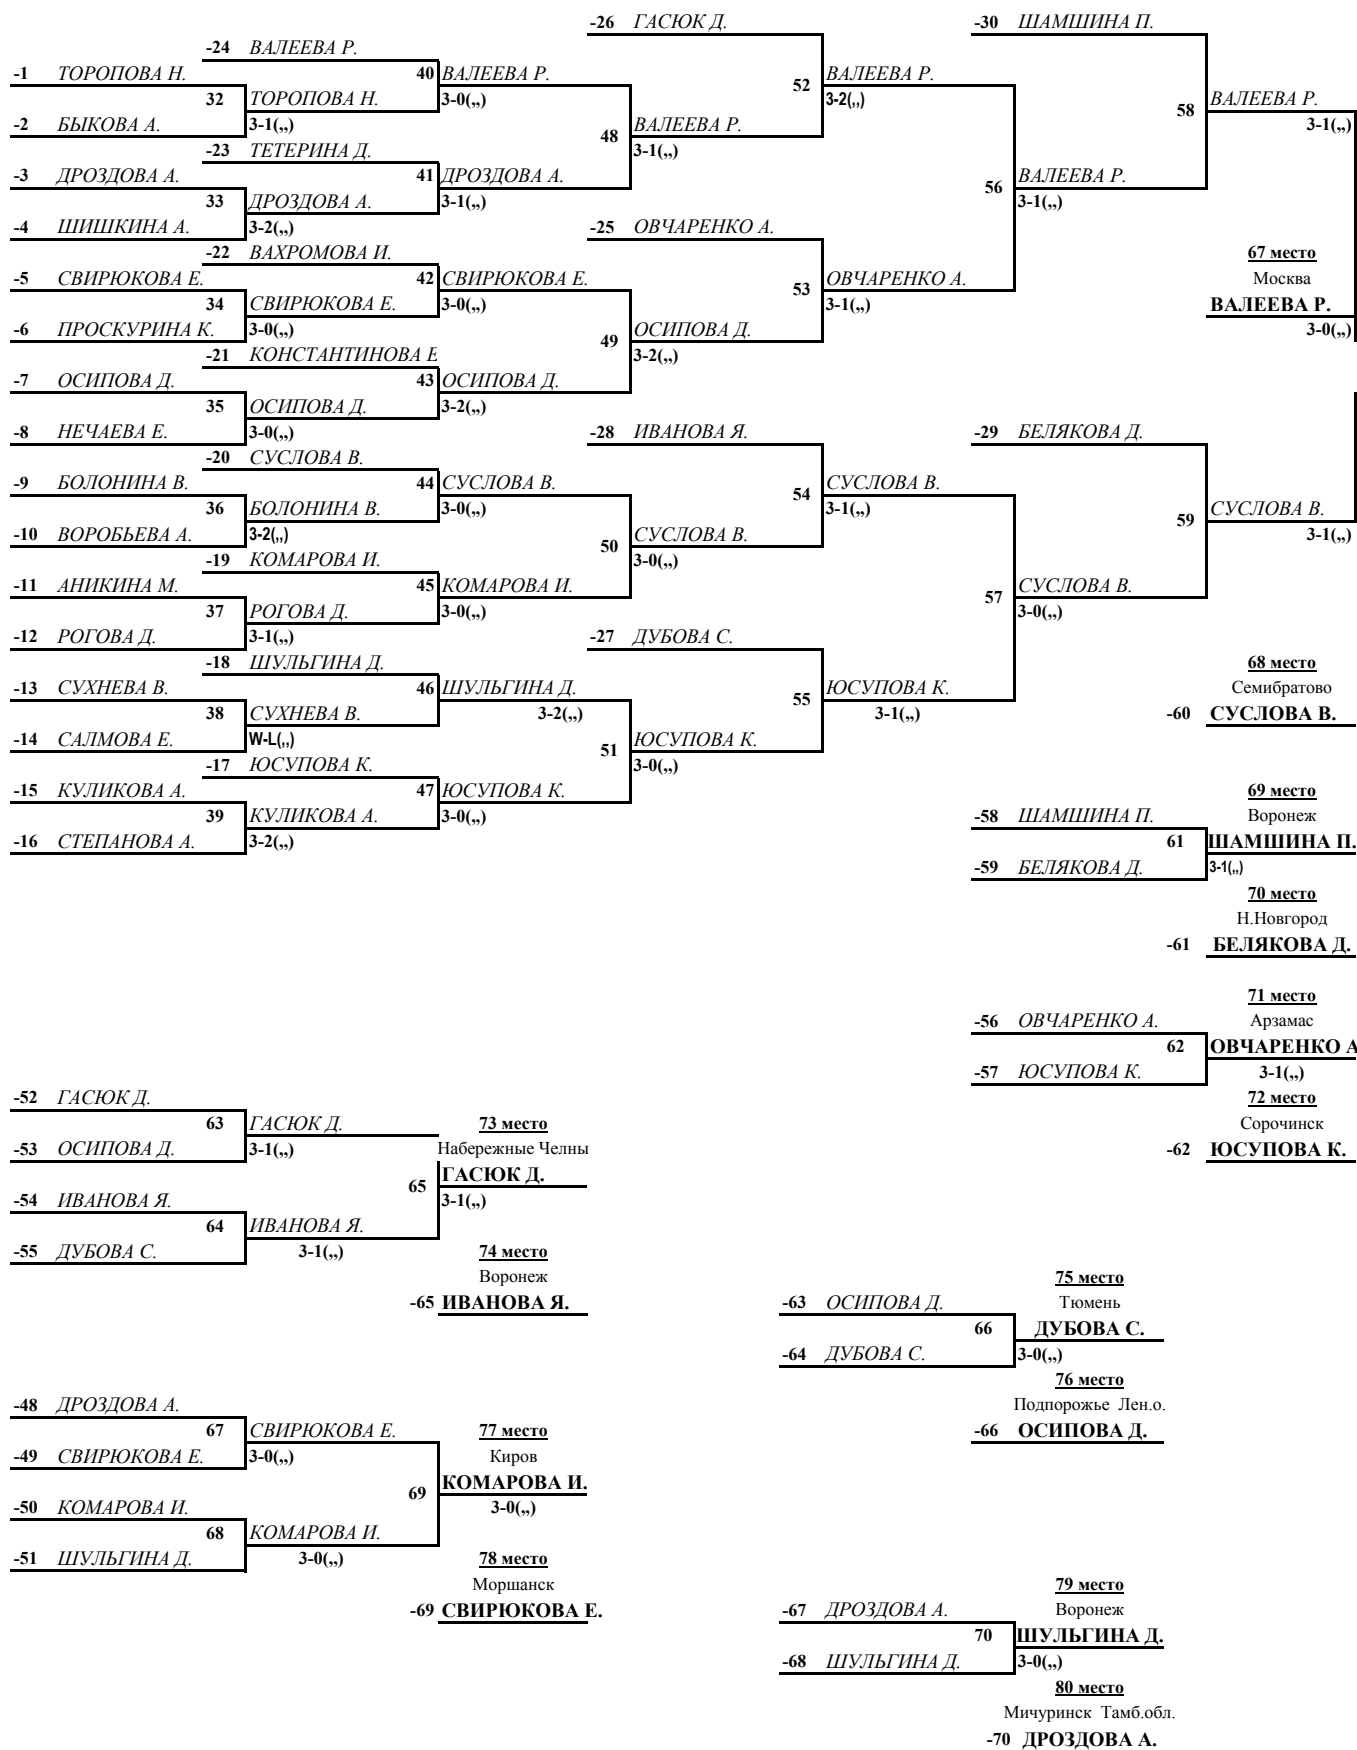 -26 ГАСЮК Д. -30 ШАМШИНА П.
-24 ВАЛЕЕВА Р.
-1 ТОРОПОВА Н. 40 ВАЛЕЕВА Р. 52 ВАЛЕЕВА Р.
32 ТОРОПОВА Н. 3-0(,,) 3-2(,,) 58 ВАЛЕЕВА Р.
-2 БЫКОВА А. 3-1(,,) 48 ВАЛЕЕВА Р. 3-1(,,)
-23 ТЕТЕРИНА Д. 3-1(,,)
-3 ДРОЗДОВА А. 41 ДРОЗДОВА А. 56 ВАЛЕЕВА Р.
33 ДРОЗДОВА А. 3-1(,,) 3-1(,,)
-4 ШИШКИНА А. 3-2(,,) -25 ОВЧАРЕНКО А.
-22 ВАХРОМОВА И. 67 место
-5 СВИРЮКОВА Е. 42 СВИРЮКОВА Е. 53 ОВЧАРЕНКО А. Москва
34 СВИРЮКОВА Е. 3-0(,,) 3-1(,,) ВАЛЕЕВА Р.
-6 ПРОСКУРИНА К. 3-0(,,) 49 ОСИПОВА Д. 3-0(,,)
-21 КОНСТАНТИНОВА Е 3-2(,,)
-7 ОСИПОВА Д. 43 ОСИПОВА Д.
35 ОСИПОВА Д. 3-2(,,)
-8 НЕЧАЕВА Е. 3-0(,,) -28 ИВАНОВА Я. -29 БЕЛЯКОВА Д.
-20 СУСЛОВА В.
-9 БОЛОНИНА В. 44 СУСЛОВА В. 54 СУСЛОВА В.
36 БОЛОНИНА В. 3-0(,,) 3-1(,,) 59 СУСЛОВА В.
-10 ВОРОБЬЕВА А. 3-2(,,) 50 СУСЛОВА В. 3-1(,,)
-19 КОМАРОВА И. 3-0(,,)
-11 АНИКИНА М. 45 КОМАРОВА И. 57 СУСЛОВА В.
37 РОГОВА Д. 3-0(,,) 3-0(,,)
-12 РОГОВА Д. 3-1(,,) -27 ДУБОВА С.
-18 ШУЛЬГИНА Д. 68 место
-13 СУХНЕВА В. 46 ШУЛЬГИНА Д. 55 ЮСУПОВА К. Семибратово
38 СУХНЕВА В. 3-2(,,) 3-1(,,) -60 СУСЛОВА В.
-14 САЛМОВА Е. W-L(,,) 51 ЮСУПОВА К.
-17 ЮСУПОВА К. 3-0(,,)
-15 КУЛИКОВА А. 47 ЮСУПОВА К. 69 место
39 КУЛИКОВА А. 3-0(,,) -58 ШАМШИНА П. Воронеж
-16 СТЕПАНОВА А. 3-2(,,) 61 ШАМШИНА П.
-59 БЕЛЯКОВА Д. 3-1(,,)
70 место
Н.Новгород
-61 БЕЛЯКОВА Д.
71 место
-56 ОВЧАРЕНКО А. Арзамас
62 ОВЧАРЕНКО А
-57 ЮСУПОВА К. 3-1(,,)
-52 ГАСЮК Д. 72 место
63 ГАСЮК Д. 73 место Сорочинск
-53 ОСИПОВА Д. 3-1(,,) Набережные Челны -62 ЮСУПОВА К.
65 ГАСЮК Д.
-54 ИВАНОВА Я. 3-1(,,)
64 ИВАНОВА Я.
-55 ДУБОВА С. 3-1(,,) 74 место
Воронеж 75 место
-65 ИВАНОВА Я. -63 ОСИПОВА Д. Тюмень
66 ДУБОВА С.
-64 ДУБОВА С. 3-0(,,)
76 место
-48 ДРОЗДОВА А. Подпорожье Лен.о.
67 СВИРЮКОВА Е. 77 место -66 ОСИПОВА Д.
-49 СВИРЮКОВА Е. 3-0(,,) Киров
69 КОМАРОВА И.
-50 КОМАРОВА И. 3-0(,,)
68 КОМАРОВА И.
-51 ШУЛЬГИНА Д. 3-0(,,) 78 место
Моршанск 79 место
-69 СВИРЮКОВА Е. -67 ДРОЗДОВА А. Воронеж
70 ШУЛЬГИНА Д.
-68 ШУЛЬГИНА Д. 3-0(,,)
80 место
Мичуринск Тамб.обл.
-70 ДРОЗДОВА А.